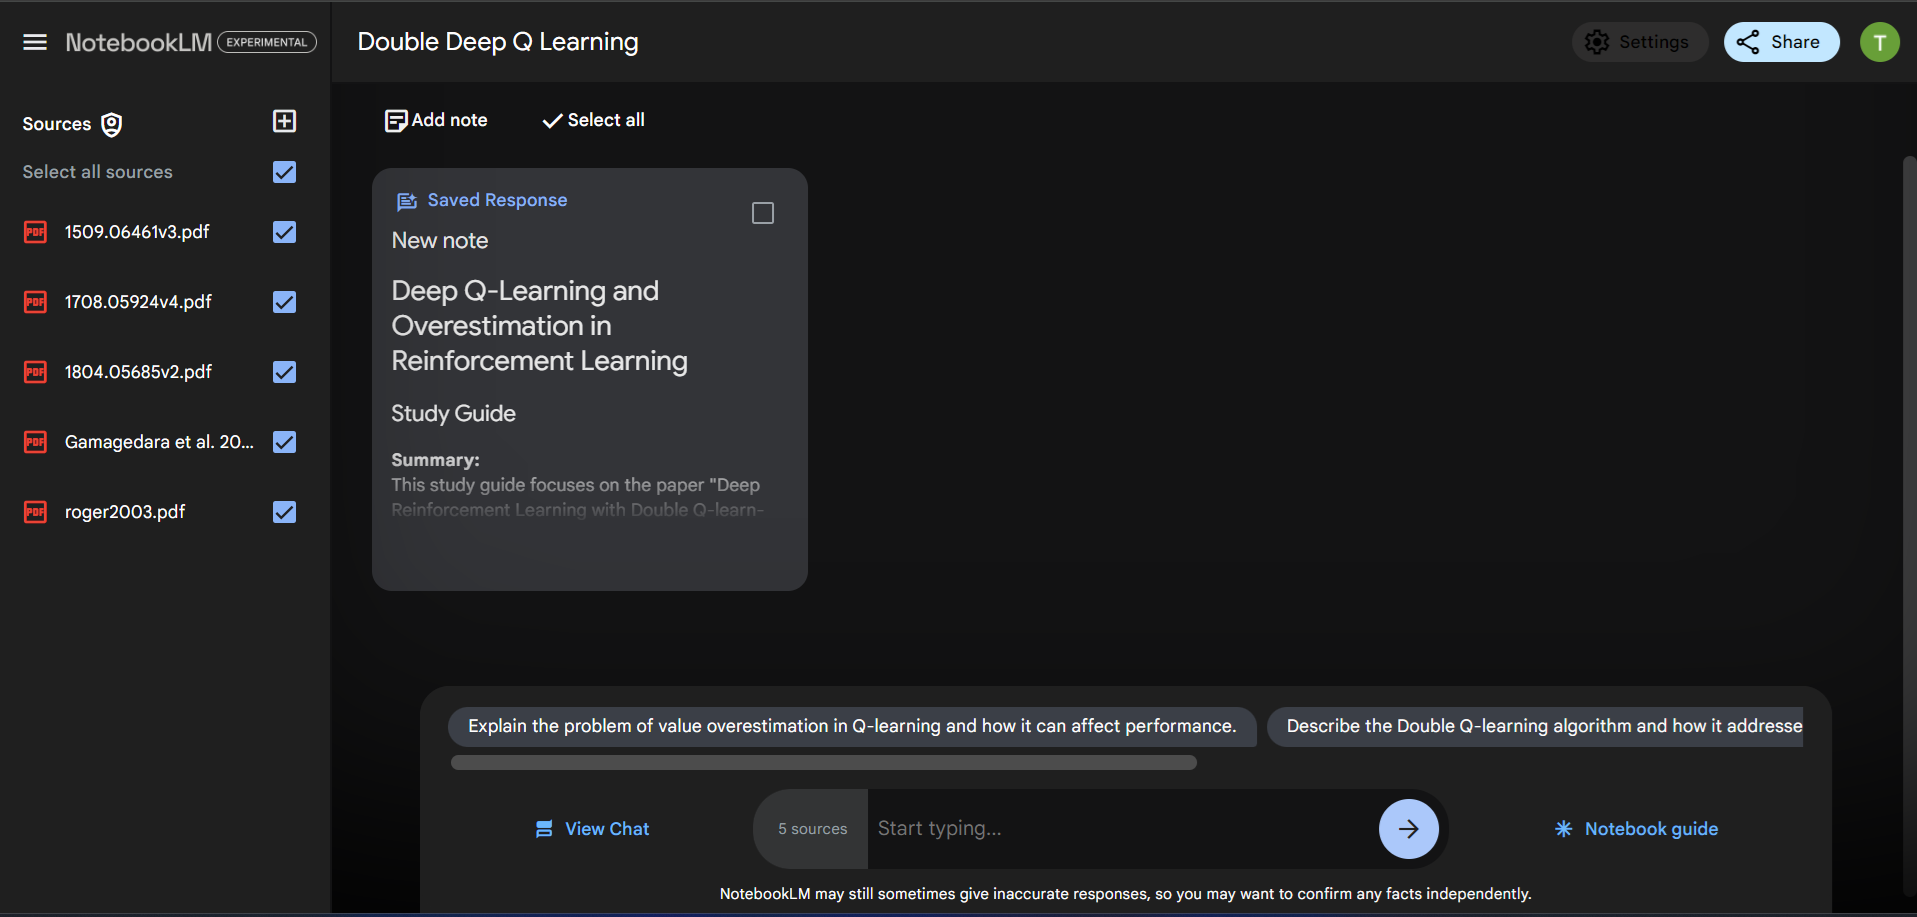 NotebookLM EXPERIMENTAL
Double Deep Q Learning
Settings
Share
T
Sources
Select all sources
PDF 1509.06461v3.pdf
PDF 1708.05924v4.pdf
PDF 1804.05685v2.pdf
PDF Gamagedara et al. 20...
PDF roger2003.pdf
Add note
Select all
Saved Response
New note
Deep Q-Learning and
Overestimation in
Reinforcement Learning
Study Guide
Summary:
This study guide focuses on the paper "Deep
Reinforcement Learning with Double Q-learn-
Explain the problem of value overestimation in Q-learning and how it can affect performance.
Describe the Double Q-learning algorithm and how it addresse
View Chat
5 sources
Start typing...
Notebook guide
NotebookLM may still sometimes give inaccurate responses, so you may want to confirm any facts independently.